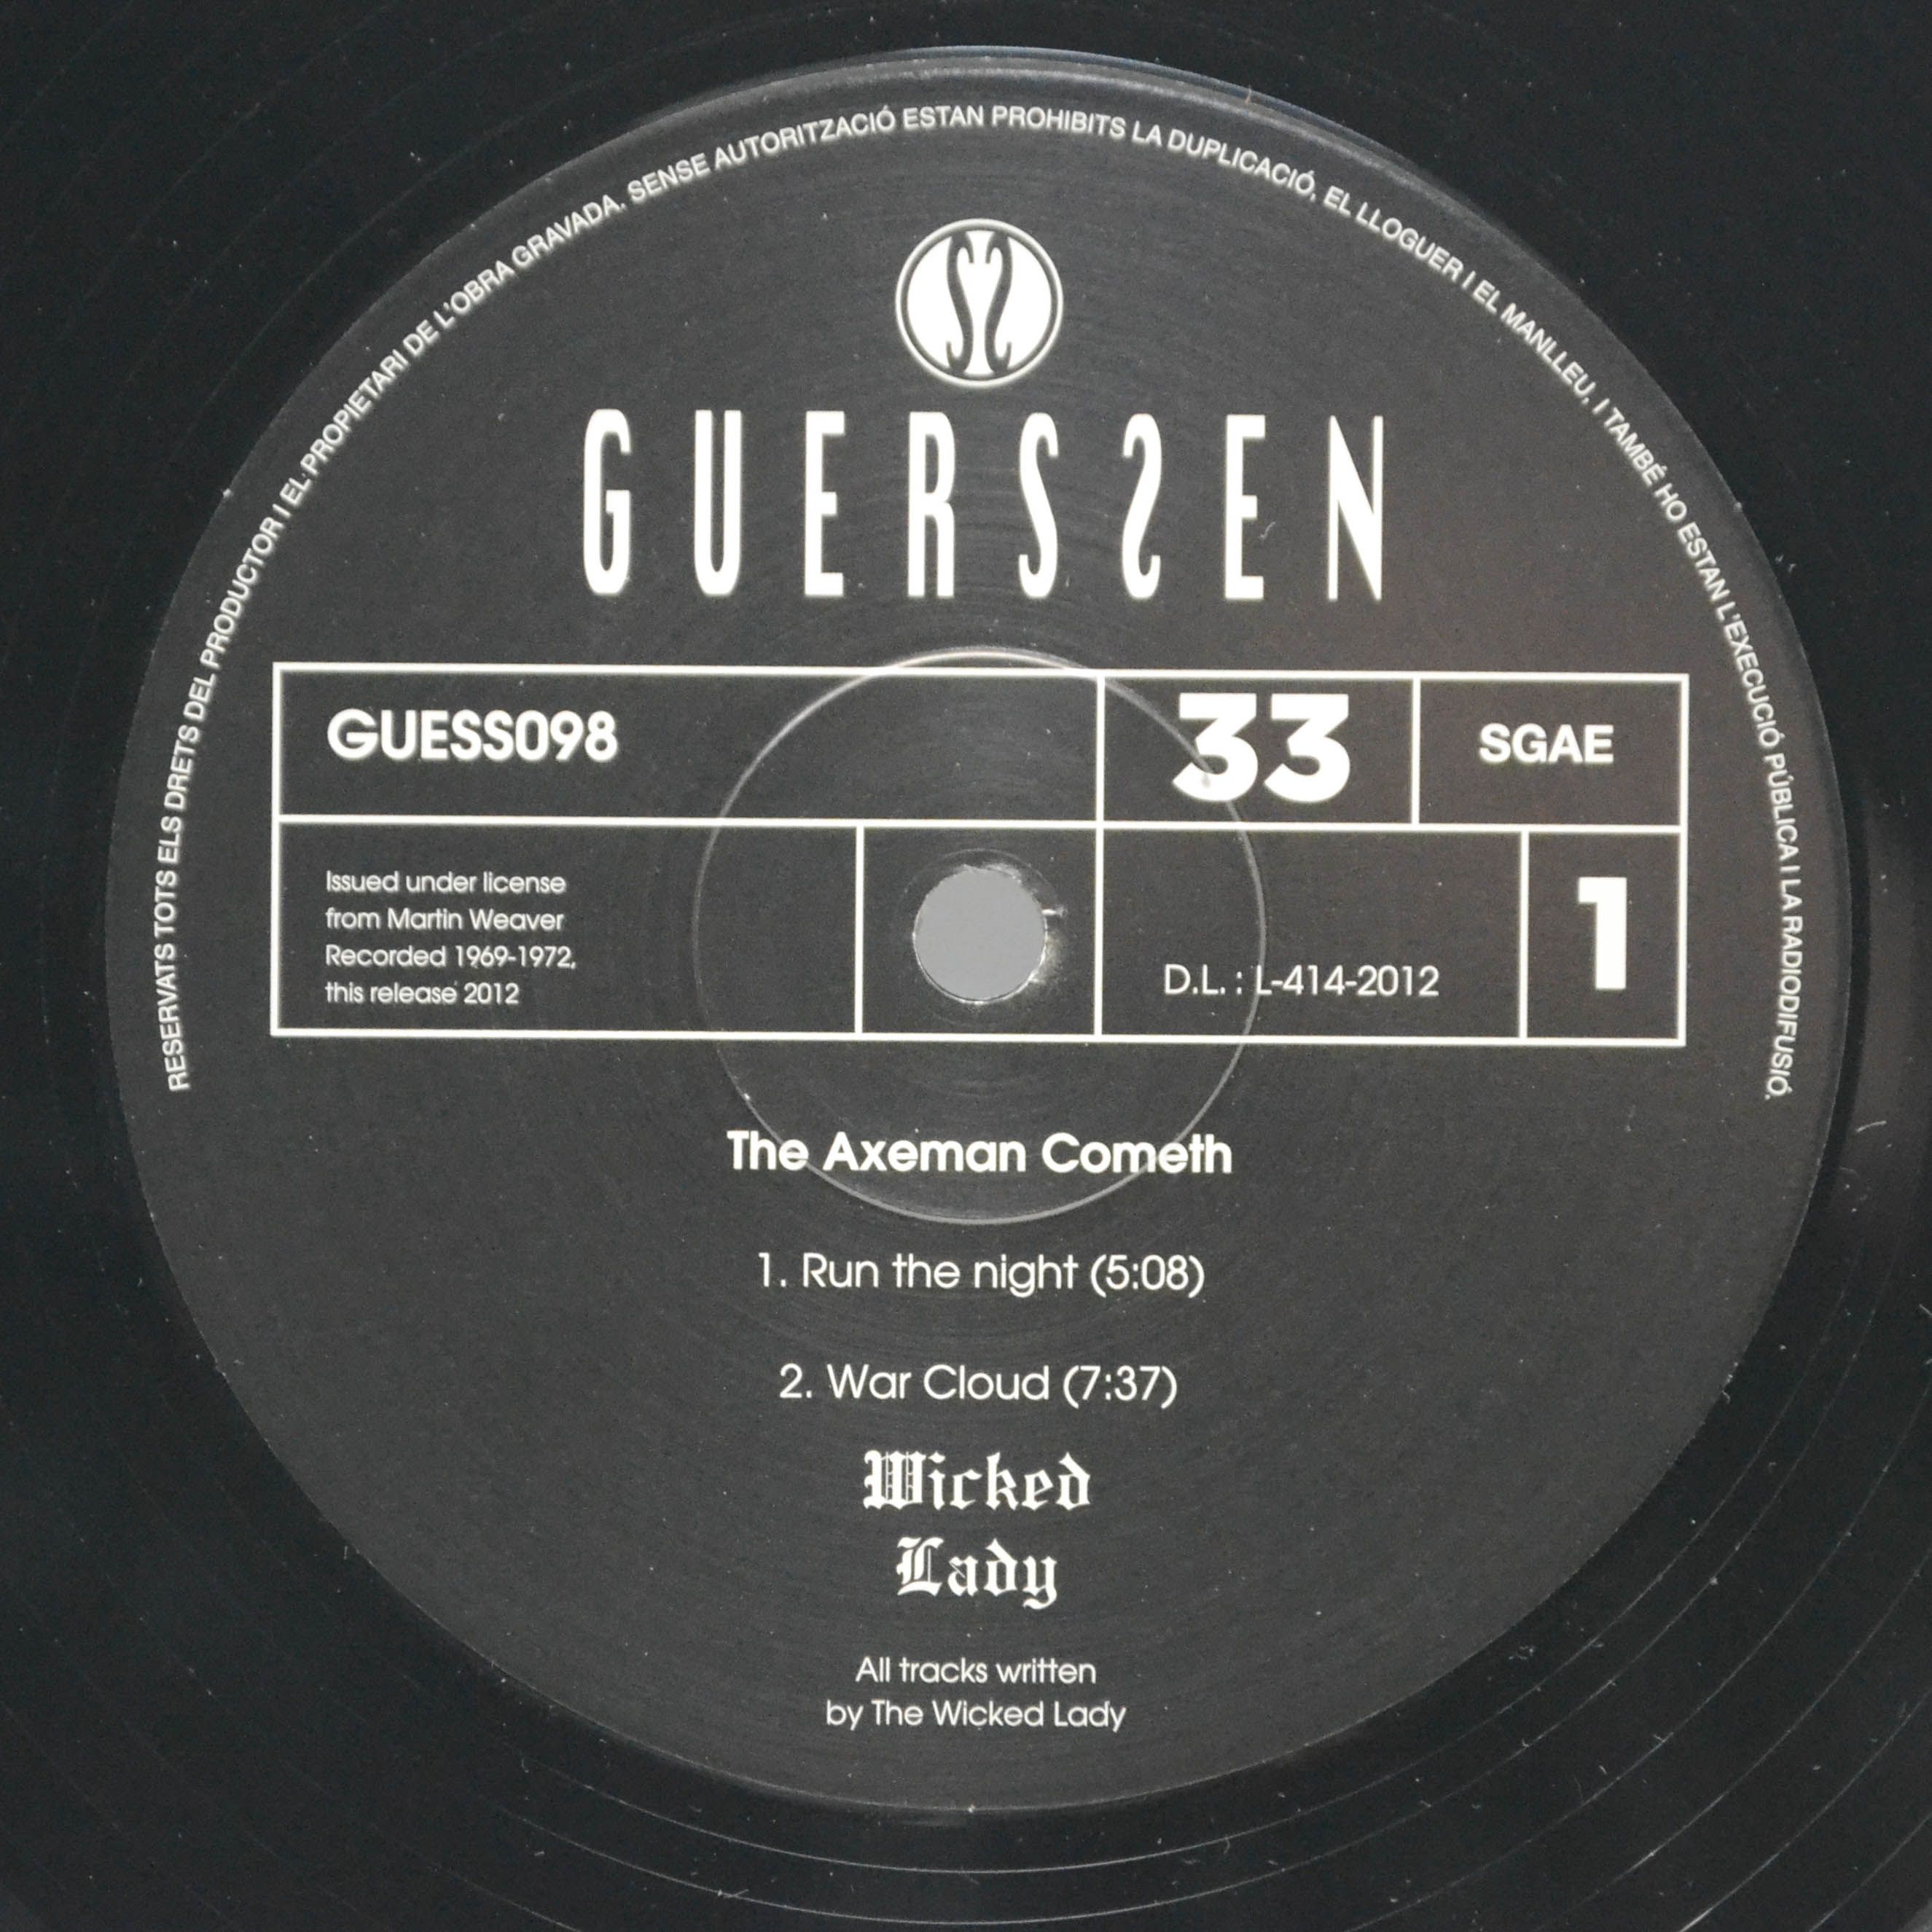 RESERVATS TOTS ELS DRETS DEL PRODUCTOR I EL PROPIETARI DE L'OBRA GRAVADA. SENSE AUTORITZACIÓ ESTAN PROHIBITS LA DUPLICACIÓ, EL LLOGUER I EL MANLLEU, I TAMBÉ HO ESTAN L'EXECUCIÓ PÚBLICA I LA RADIODIFUSIÓ.
GUERSSEN
GUESS098
33
SGAE
Issued under license
from Martin Weaver
Recorded 1969-1972,
this release 2012
D.L. : L-414-2012
1
The Axeman Cometh
1. Run the night (5:08)
2. War Cloud (7:37)
Wicked
Lady
All tracks written
by The Wicked Lady